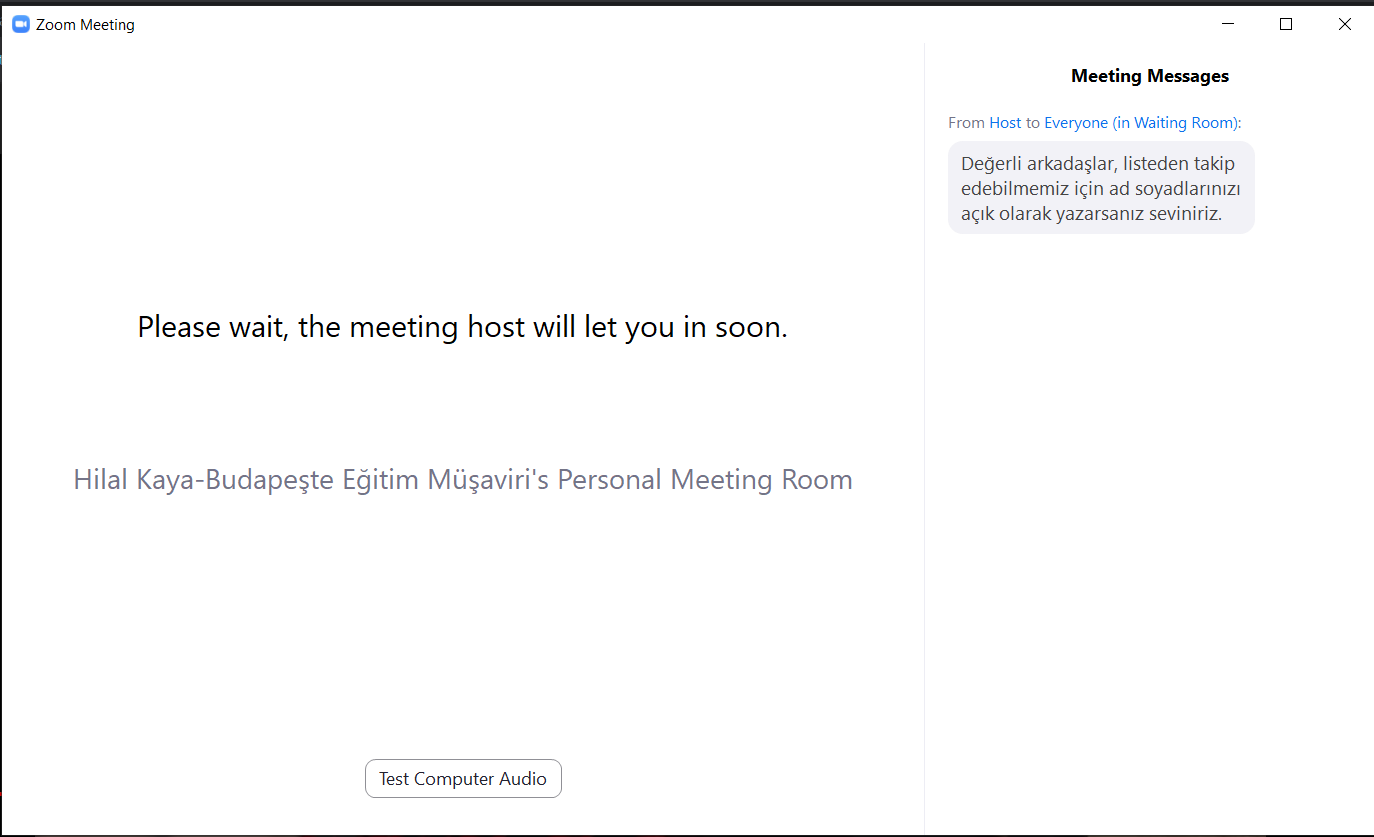 Zoom Meeting
Please wait, the meeting host will let you in soon.
Hilal Kaya-Budapeşte Eğitim Müşaviri's Personal Meeting Room
Test Computer Audio
Meeting Messages
From Host to Everyone (in Waiting Room):
Değerli arkadaşlar, listeden takip
edebilmemiz için ad soyadlarınızı
açık olarak yazarsanız seviniriz.